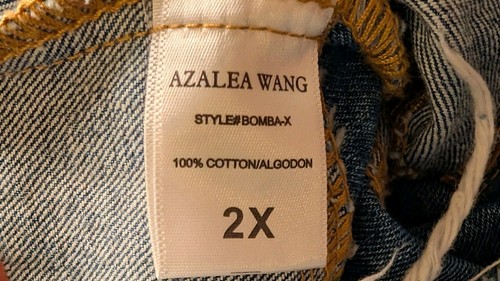 AZALEA WANG
STYLE#BOMBA-X
100% COTTON/ALGODON
2X